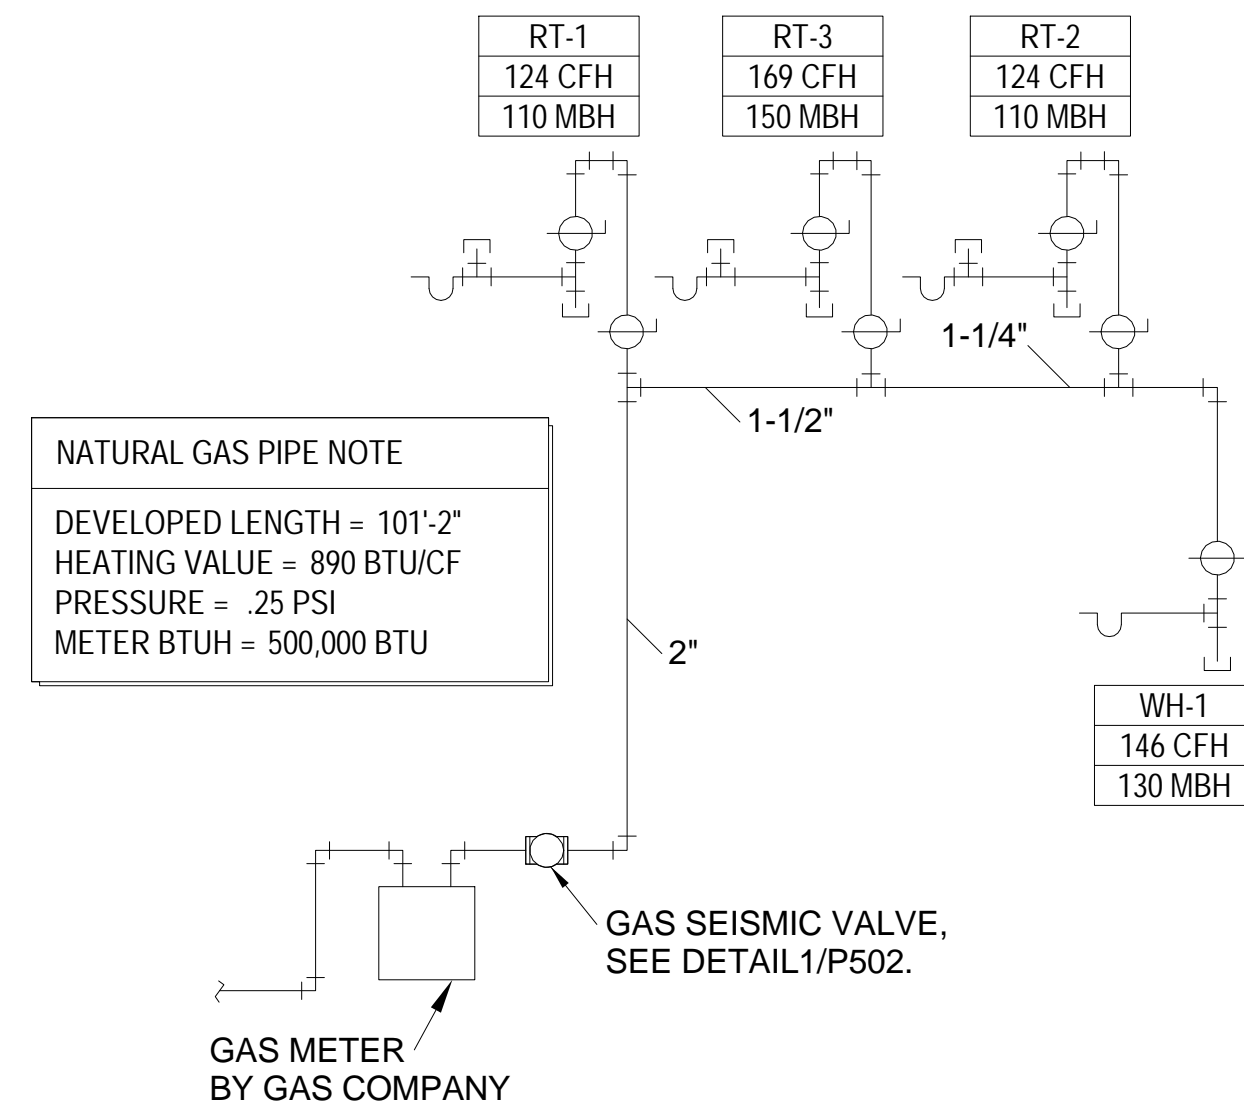 RT-1
124 CFH
110 MBH
RT-3
169 CFH
150 MBH
RT-2
124 CFH
110 MBH
1-1/4"
1-1/2"
NATURAL GAS PIPE NOTE
DEVELOPED LENGTH = 101'-2"
HEATING VALUE = 890 BTU/CF
PRESSURE = .25 PSI
METER BTUH = 500,000 BTU
2"
WH-1
146 CFH
130 MBH
GAS SEISMIC VALVE,
SEE DETAIL1/P502.
GAS METER
BY GAS COMPANY